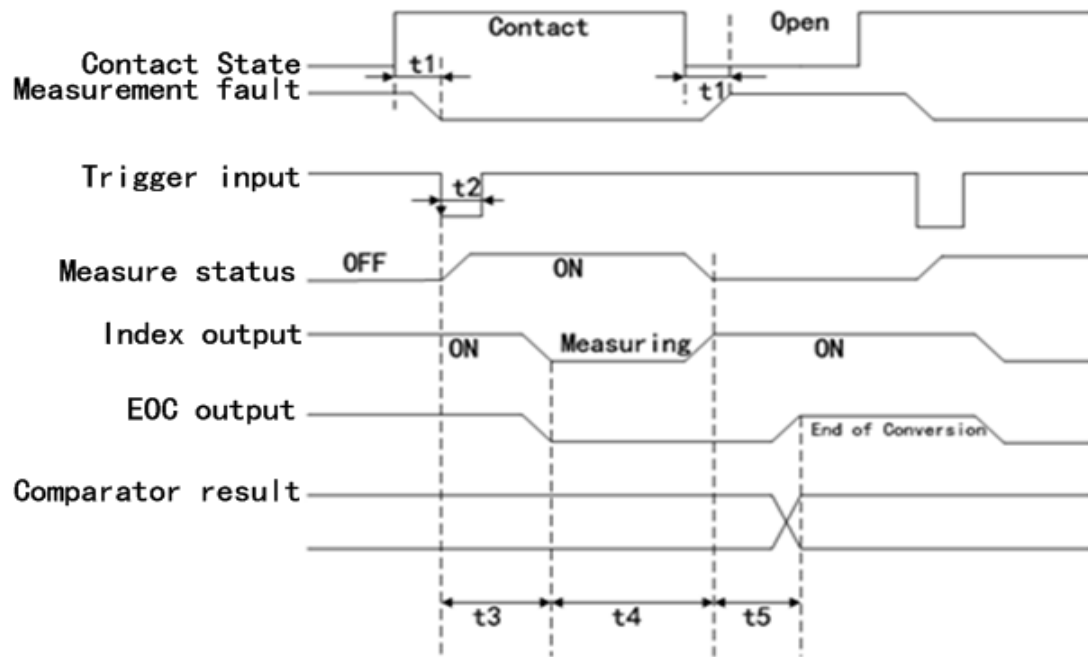 Contact
Open
Contact State
t1
Measurement fault
t1
Trigger input
t2
Measure status
OFF
ON
Index output
ON
Measuring
ON
EOC output
End of Conversion
Comparator result
t3
t4
t5